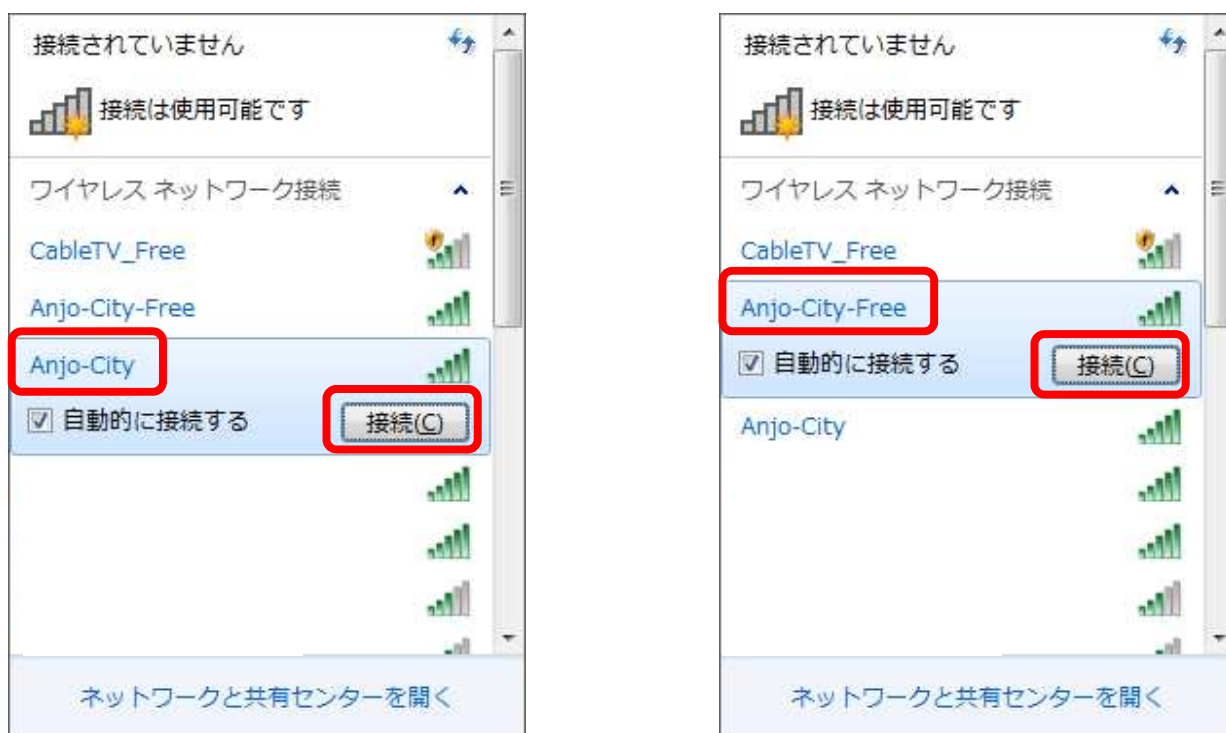 接続されていません
接続は使用可能です
ワイヤレス ネットワーク接続
CableTV_Free
Anjo-City-Free
Anjo-City
自動的に接続する 接続(C)
ネットワークと共有センターを開く
接続されていません
接続は使用可能です
ワイヤレス ネットワーク接続
CableTV_Free
Anjo-City-Free
自動的に接続する 接続(C)
Anjo-City
ネットワークと共有センターを開く